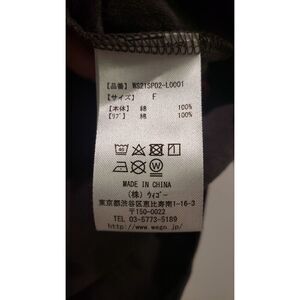 【品番】 WS21SP02-L0001
【サイズ】 F
【本体】 綿 100%
【リブ】 綿 100%
40
W
MADE IN CHINA
(株) ウィゴー
東京都渋谷区恵比寿南1-16-3
〒150-0022
TEL 03-5773-5189
http://www.wego.jp/